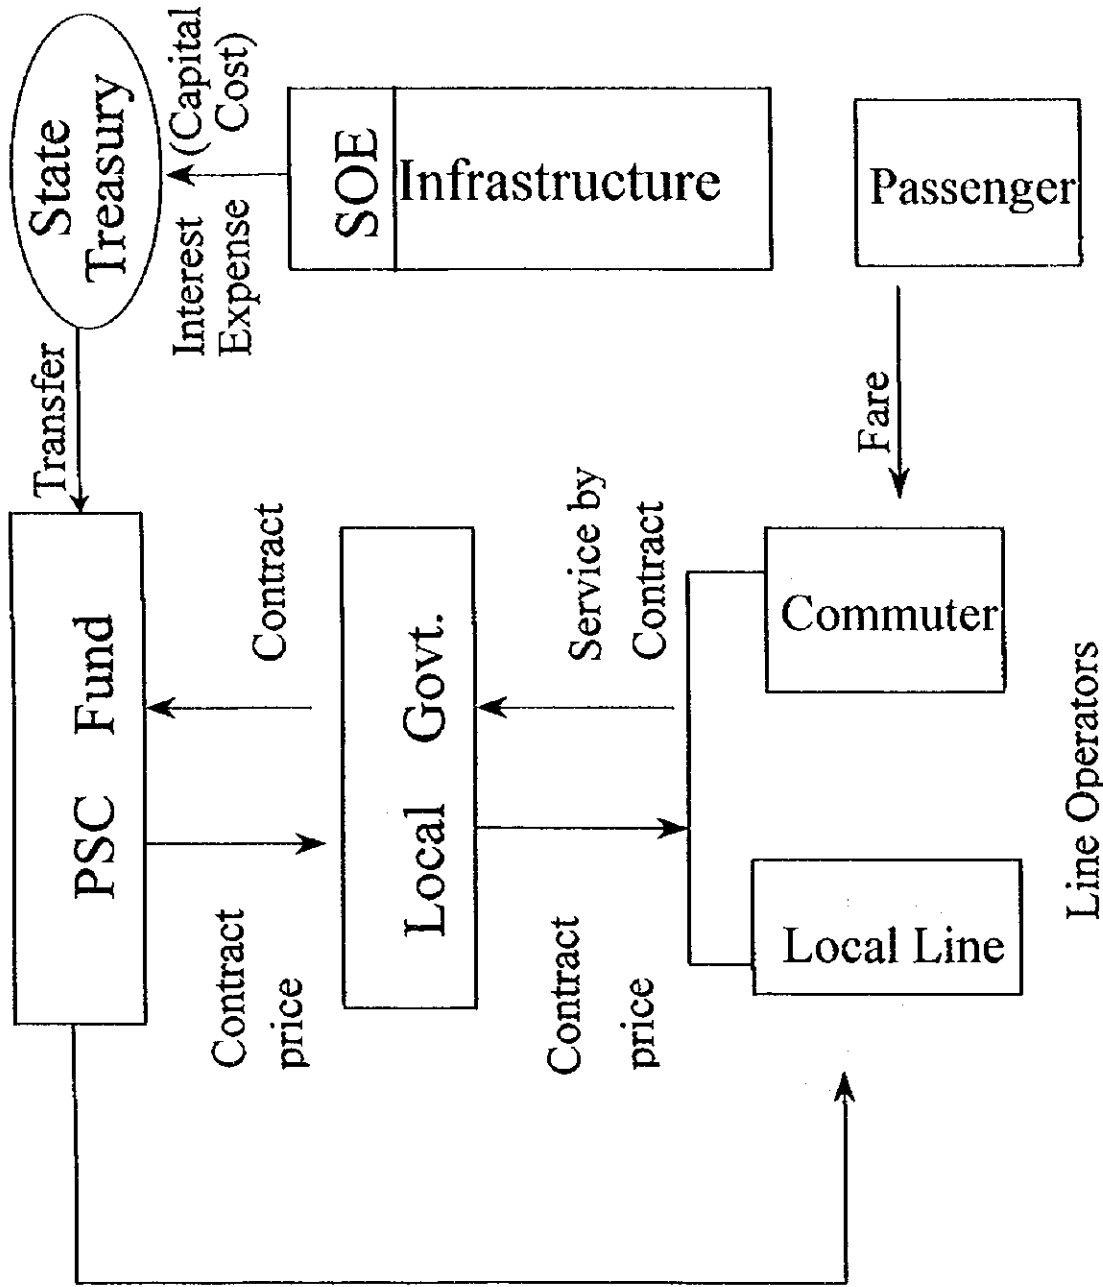 State
Treasury
Transfer
PSC Fund
Interest
Expense
(Capital
Cost)
Contract
price
Contract
SOE
Infrastructure
Local Govt.
Contract
price
Service by
Contract
Passenger
Fare
Local Line
Commuter
Line Operators